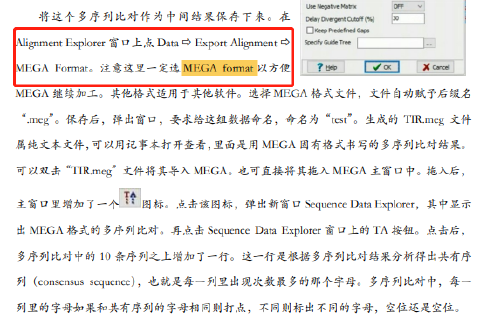 将这个多序列比对作为中间结果保存下来。在
Alignment Explorer 窗口上点 Data ⇨ Export Alignment ⇨
MEGA Format。注意这里一定选 MEGA format 以方便
Use Negative Matrix OFF
Delay Divergent Cutoff (%) 30
Keep Predefined Gaps
Specify Guide Tree ...
? Help ✓ OK X Cancel
MEGA 继续加工。其他格式适用于其他软件。选择 MEGA 格式文件，文件自动赋予后缀名
“.meg”。保存后，弹出窗口，要求给这组数据命名，命名为“test”。生成的 TIR.meg 文件
属纯文本文件，可以用记事本打开查看，里面是用 MEGA 固有格式书写的多序列比对结果。
可以双击“TIR.meg”文件将其导入 MEGA。也可直接将其拖入 MEGA 主窗口中。拖入后，
主窗口里增加了一个 TA 图标。点击该图标，弹出新窗口 Sequence Data Explorer，其中显示
出 MEGA 格式的多序列比对。再点击 Sequence Data Explorer 窗口上的 TA 按钮。点击后，
多序列比对中的 10 条序列之上增加了一行。这一行是根据多序列比对结果分析得出共有序
列（consensus sequence），也就是每一列里出现次数最多的那个字母。多序列比对中，每一
列里的字母如果和共有序列的字母相同则打点，不同则标出不同的字母，空位还是空位。